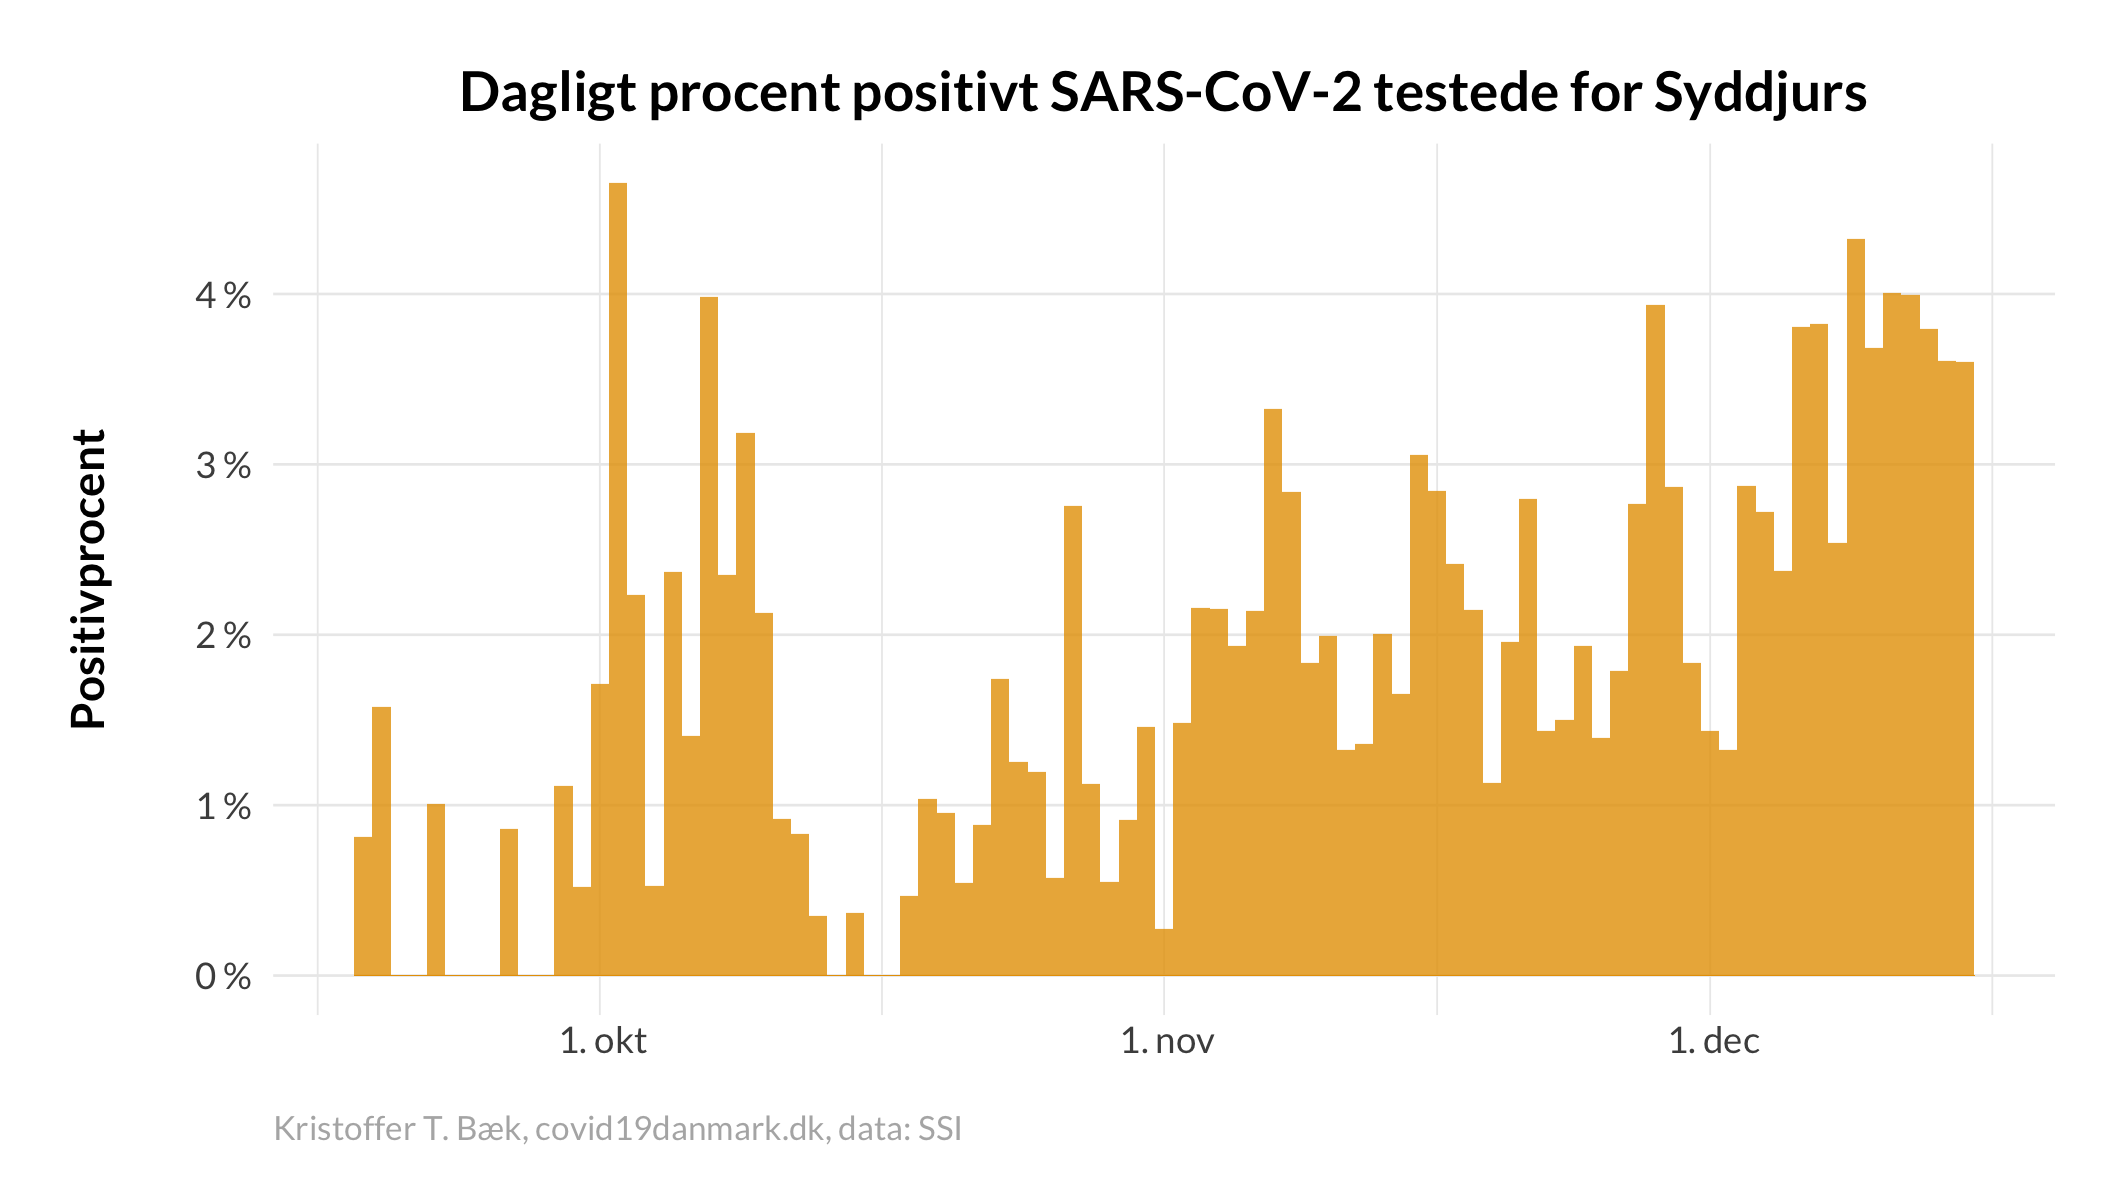 Dagligt procent positivt SARS-CoV-2 testede for Syddjurs
Positivprocent
4 %
3 %
2 %
1 %
0 %
1. okt
1. nov
1. dec
Kristoffer T. Bæk, covid19danmark.dk, data: SSI